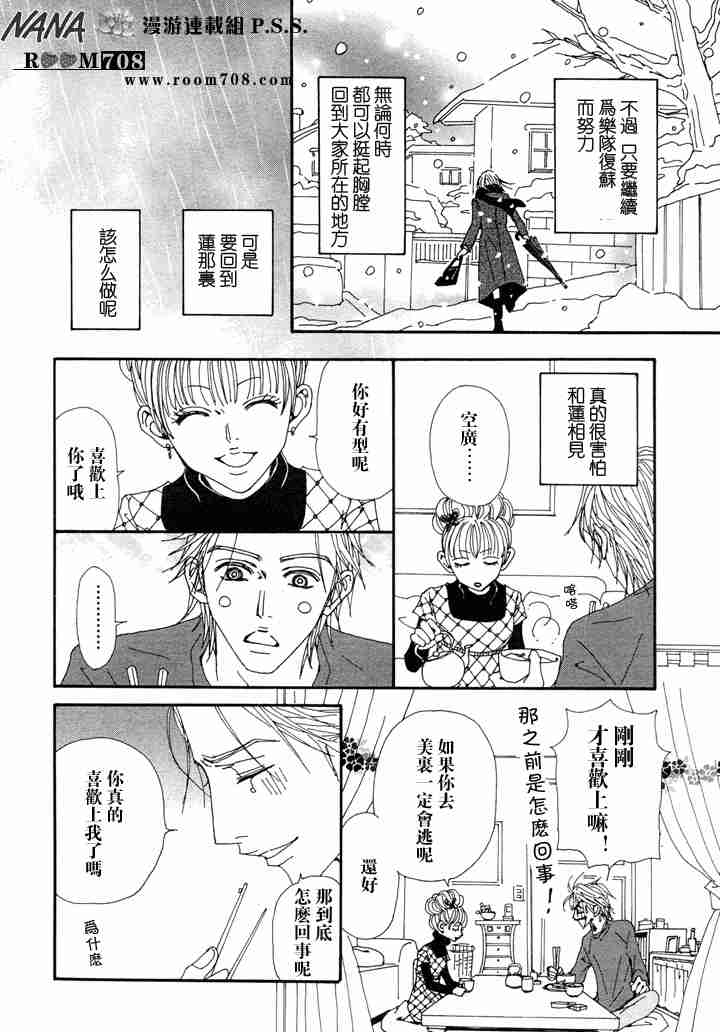 NANA 漫游連載組 P.S.S.
ROOM708
www.room708.com
不過 只要繼續
爲樂隊復蘇
而努力
無論何時
都可以挺起胸膛
回到大家所在的地方
可是
要回到
蓮那裏
該怎么做呢
真的很害怕
和蓮相見
空廣……
咯嗒
你好有型呢
喜歡上
你了哦
………
剛剛
才喜歡上嘛！
那之前是怎麽回事！
如果你去
美裏一定會逃呢
還好
那到底
怎麽回事呢
你真的
喜歡上我了嗎
爲什麽